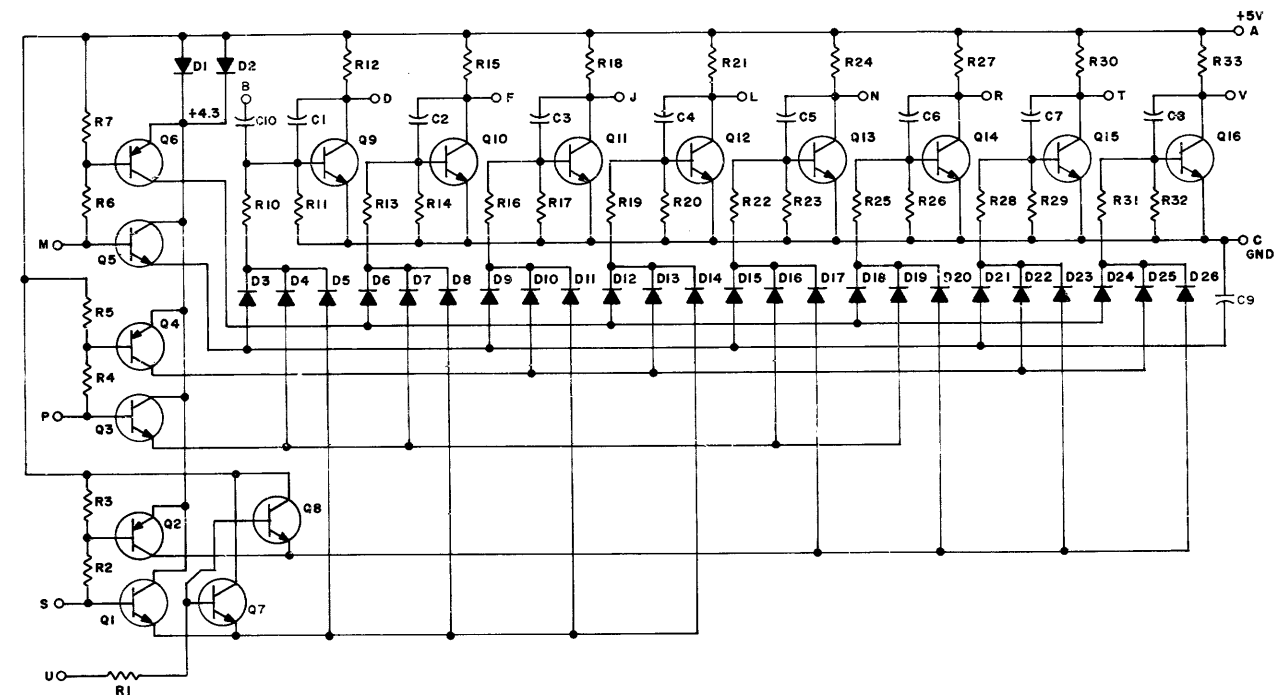 +5V
A
R7
D1
D2
B
R12
R15
R18
R21
R24
R27
R30
R33
D
F
J
L
N
R
T
V
+4.3
C10
C1
C2
C3
C4
C5
C6
C7
C8
Q6
Q9
Q10
Q11
Q12
Q13
Q14
Q15
Q16
R6
R10
R11
R13
R14
R16
R17
R19
R20
R22
R23
R25
R26
R28
R29
R31
R32
M
Q5
C
GND
D3
D4
D5
D6
D7
D8
D9
D10
D11
D12
D13
D14
D15
D16
D17
D18
D19
D20
D21
D22
D23
D24
D25
D26
C9
R5
Q4
R4
P
Q3
R3
Q2
Q8
R2
S
Q1
Q7
U
R1